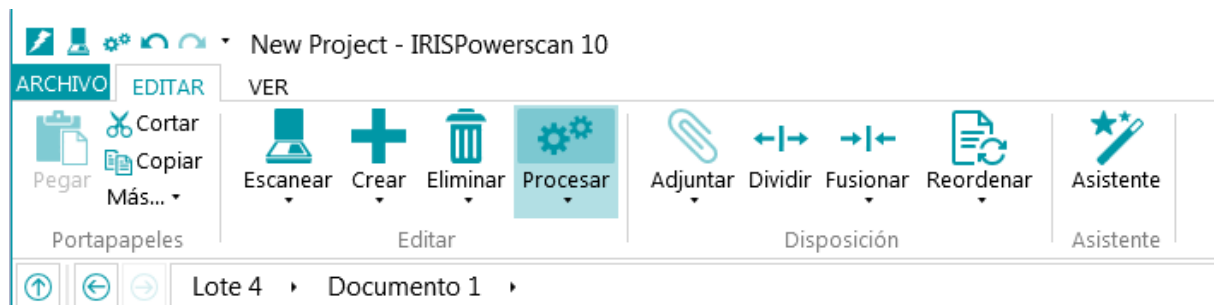 New Project - IRISPowerscan 10
ARCHIVO EDITAR VER
Cortar
Copiar
Pegar
Más...
Escanear Crear Eliminar Procesar Adjuntar Dividir Fusionar Reordenar Asistente
Portapapeles Editar Disposición Asistente
Lote 4 Documento 1